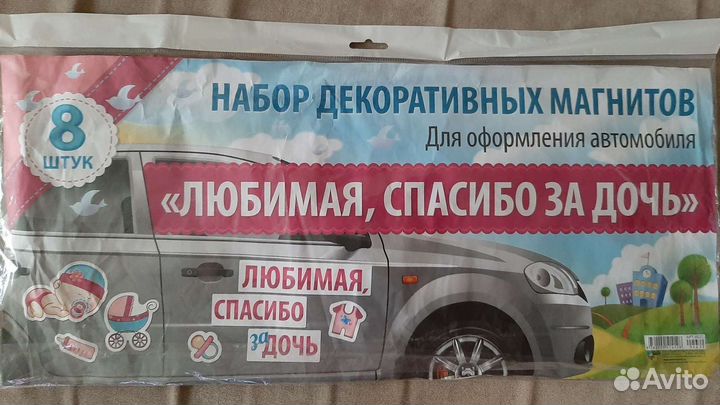 8
ШТУК
НАБОР ДЕКОРАТИВНЫХ МАГНИТОВ
Для оформления автомобиля
«ЛЮБИМАЯ, СПАСИБО ЗА ДОЧЬ»
ЛЮБИМАЯ,
СПАСИБО
за ДОЧЬ
Avito